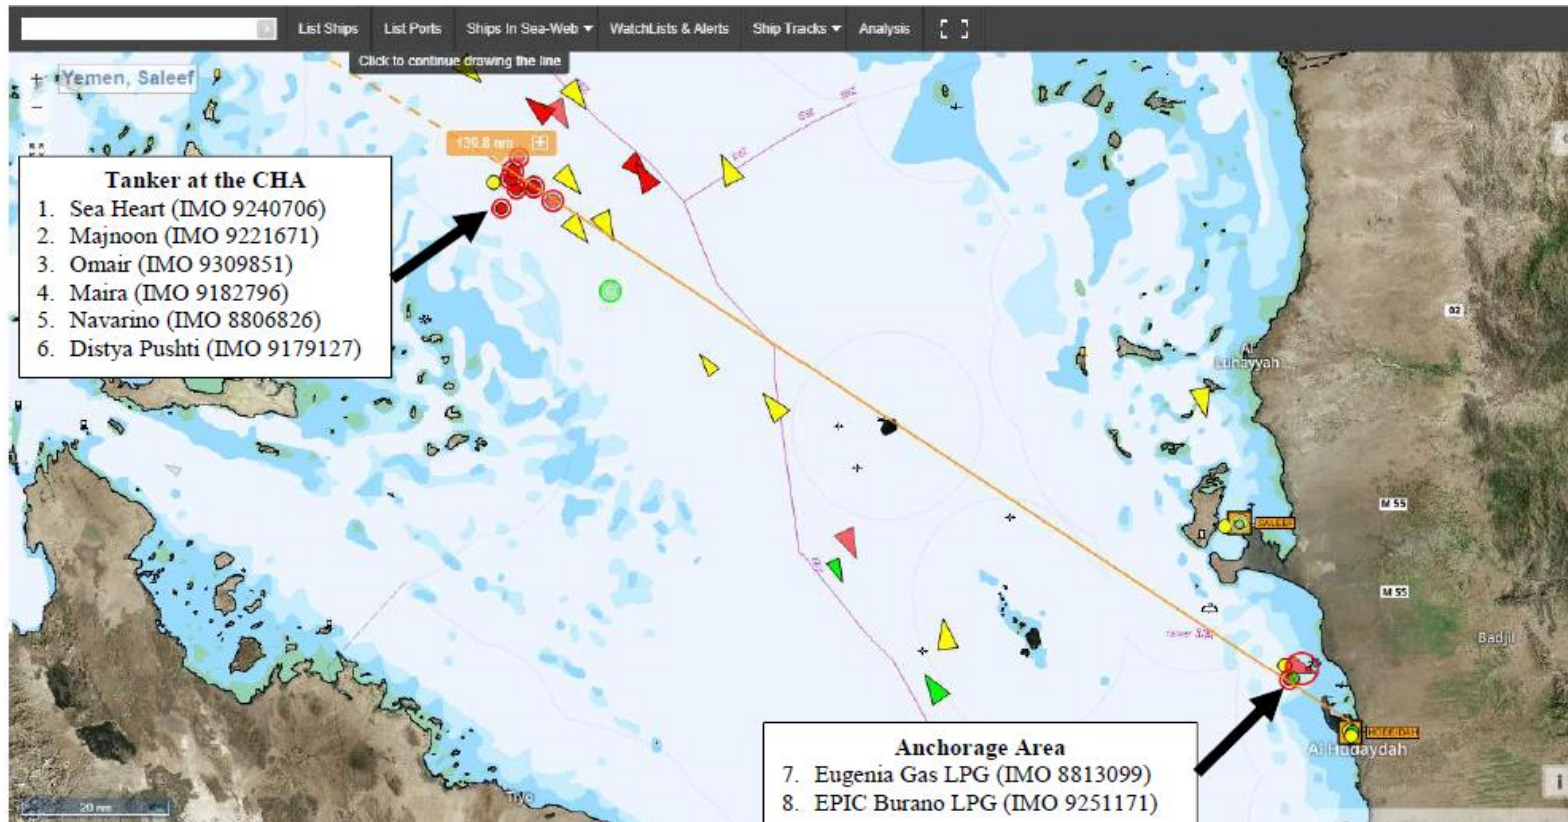 List Ships
List Ports
Ships In Sea-Web
WatchLists & Alerts
Ship Tracks
Analysis
Click to continue drawing the line
Yemen, Saleef
139.8 nm
Tanker at the CHA
1. Sea Heart (IMO 9240706)
2. Majnoon (IMO 9221671)
3. Omair (IMO 9309851)
4. Maira (IMO 9182796)
5. Navarino (IMO 8806826)
6. Distya Pushti (IMO 9179127)
02
Al
Luhayyah
M 55
SALEEF
M 55
Badjil
HODEIDAH
Al Hudaydah
Anchorage Area
7. Eugenia Gas LPG (IMO 8813099)
8. EPIC Burano LPG (IMO 9251171)
Tiyo
20 nm